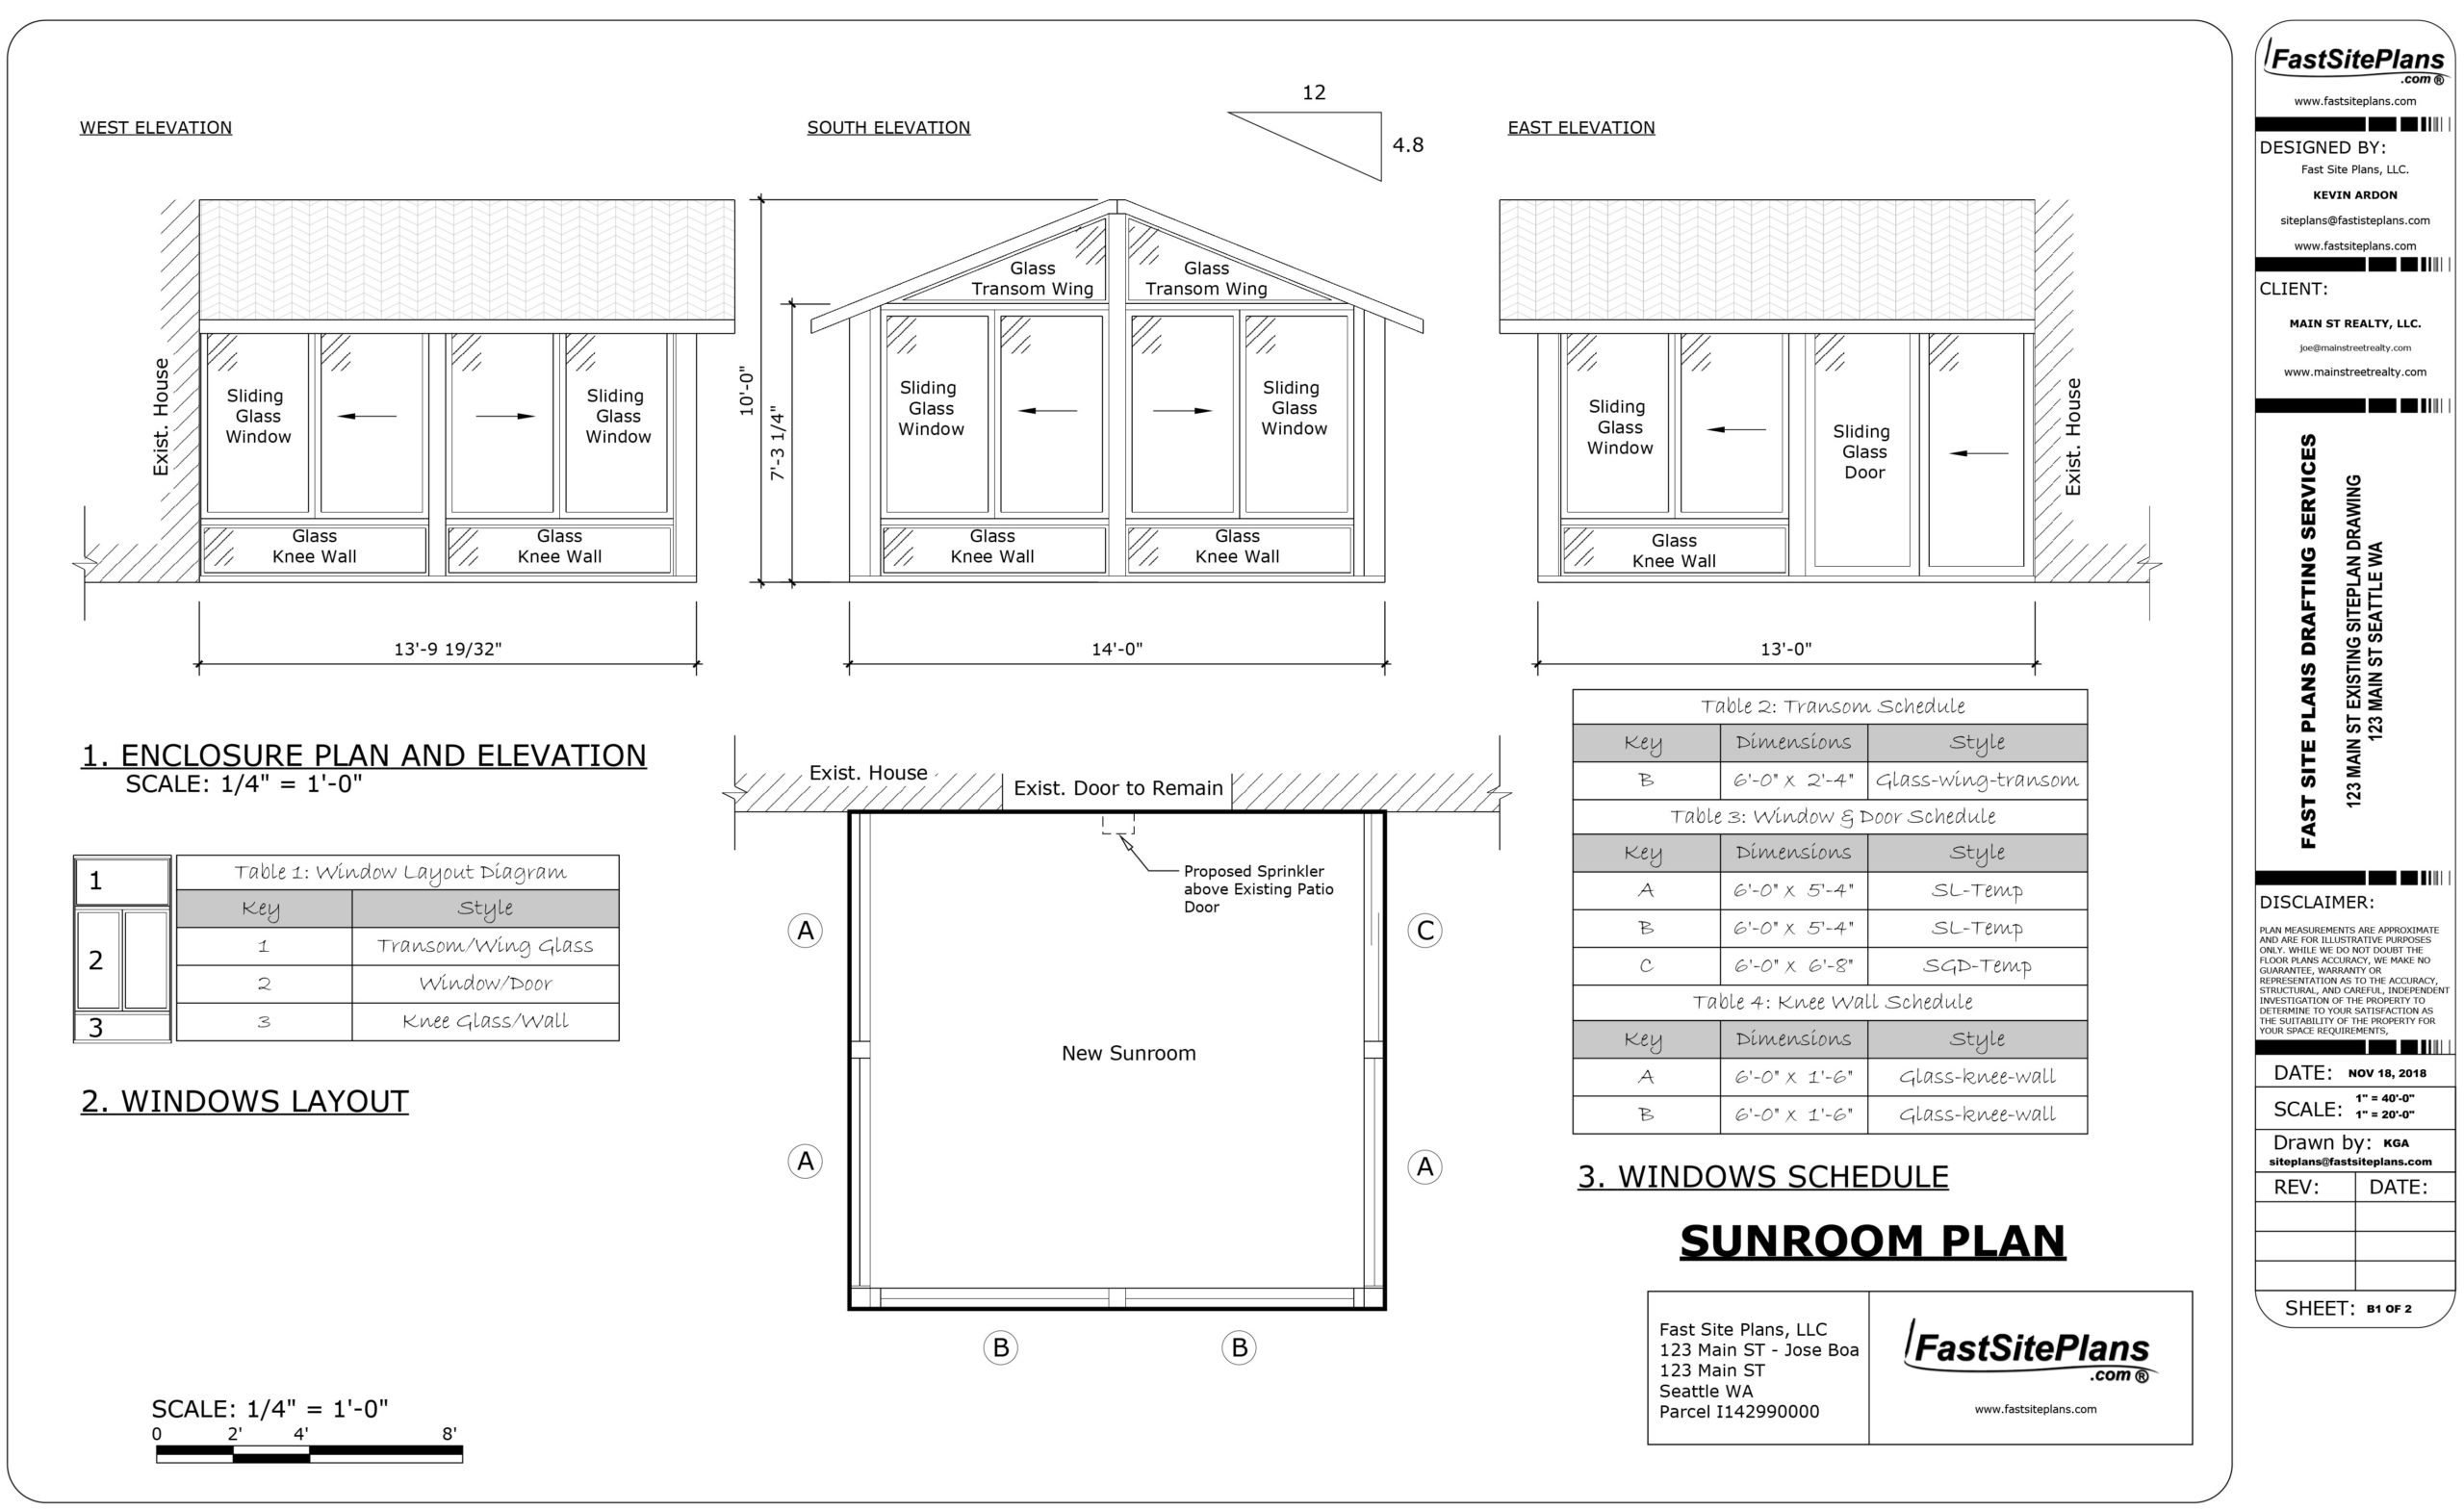 WEST ELEVATION
SOUTH ELEVATION
12
4.8
EAST ELEVATION
Exist. House
Sliding
Glass
Window
Sliding
Glass
Window
Glass
Knee Wall
Glass
Knee Wall
13'-9 19/32"
10'-0"
7'-3 1/4"
Glass
Transom Wing
Glass
Transom Wing
Sliding
Glass
Window
Sliding
Glass
Window
Glass
Knee Wall
Glass
Knee Wall
14'-0"
Sliding
Glass
Window
Sliding
Glass
Door
Glass
Knee Wall
Exist. House
13'-0"
1. ENCLOSURE PLAN AND ELEVATION
SCALE: 1/4" = 1'-0"
1
2
3
Table 1: Window Layout Diagram
Key Style
1 Transom/Wing Glass
2 Window/Door
3 Knee Glass/Wall
2. WINDOWS LAYOUT
SCALE: 1/4" = 1'-0"
0 2' 4' 8'
Exist. House
Exist. Door to Remain
Proposed Sprinkler
above Existing Patio
Door
A
C
New Sunroom
A
A
B
B
Table 2: Transom Schedule
Key Dimensions Style
B 6'-0" X 2'-4" Glass-wing-transom
Table 3: Window & Door Schedule
Key Dimensions Style
A 6'-0" X 5'-4" SL-Temp
B 6'-0" X 5'-4" SL-Temp
C 6'-0" X 6'-8" SGD-Temp
Table 4: Knee Wall Schedule
Key Dimensions Style
A 6'-0" X 1'-6" Glass-knee-wall
B 6'-0" X 1'-6" Glass-knee-wall
3. WINDOWS SCHEDULE
SUNROOM PLAN
Fast Site Plans, LLC
123 Main ST - Jose Boa
123 Main ST
Seattle WA
Parcel I142990000
FastSitePlans
.com ®
www.fastsiteplans.com
FastSitePlans
.com ®
www.fastsiteplans.com
DESIGNED BY:
Fast Site Plans, LLC.
KEVIN ARDON
siteplans@fastisteplans.com
www.fastsiteplans.com
CLIENT:
MAIN ST REALTY, LLC.
joe@mainstreetrealty.com
www.mainstreetrealty.com
FAST SITE PLANS DRAFTING SERVICES
123 MAIN ST EXISTING SITEPLAN DRAWING
123 MAIN ST SEATTLE WA
DISCLAIMER:
PLAN MEASUREMENTS ARE APPROXIMATE
AND ARE FOR ILLUSTRATIVE PURPOSES
ONLY. WHILE WE DO NOT DOUBT THE
FLOOR PLANS ACCURACY, WE MAKE NO
GUARANTEE, WARRANTY OR
REPRESENTATION AS TO THE ACCURACY,
STRUCTURAL, AND CAREFUL, INDEPENDENT
INVESTIGATION OF THE PROPERTY TO
DETERMINE TO YOUR SATISFACTION AS
THE SUITABILITY OF THE PROPERTY FOR
YOUR SPACE REQUIREMENTS,
DATE: NOV 18, 2018
SCALE: 1" = 40'-0"
1" = 20'-0"
Drawn by: KGA
siteplans@fastsiteplans.com
REV: DATE:
SHEET: B1 OF 2